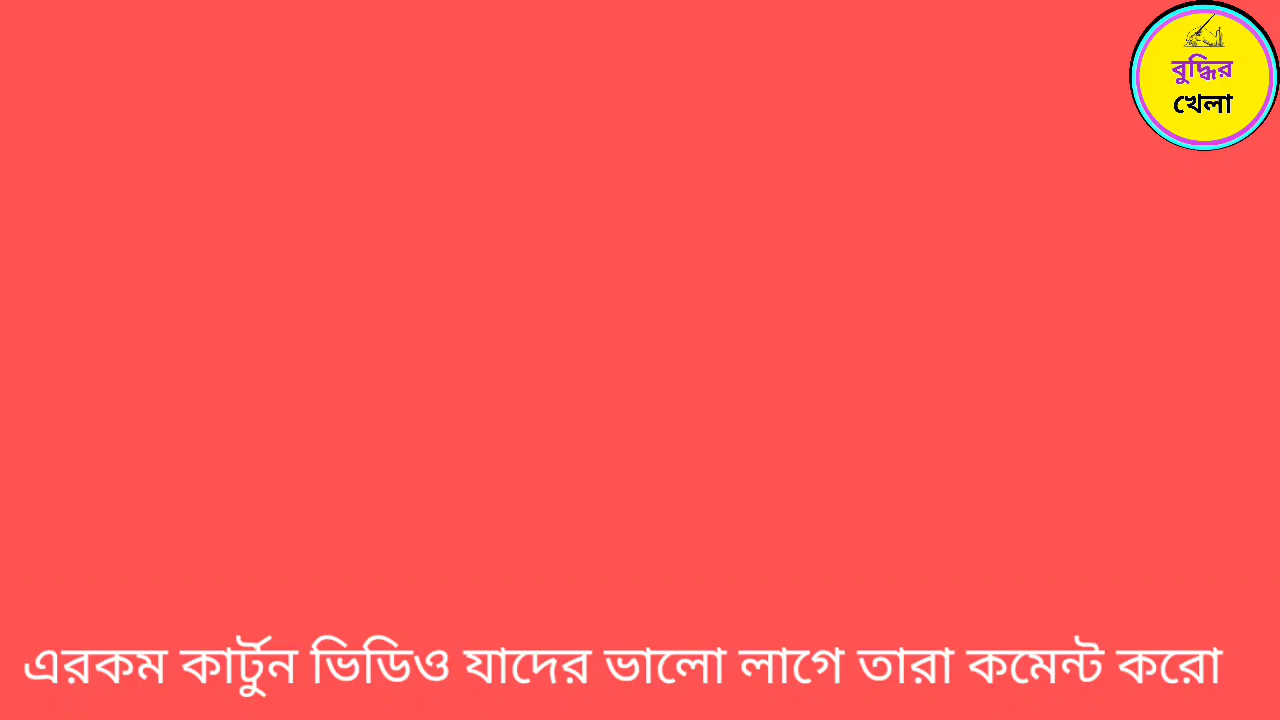 বুদ্ধির
খেলা
এরকম কার্টুন ভিডিও যাদের ভালো লাগে তারা কমেন্ট করো